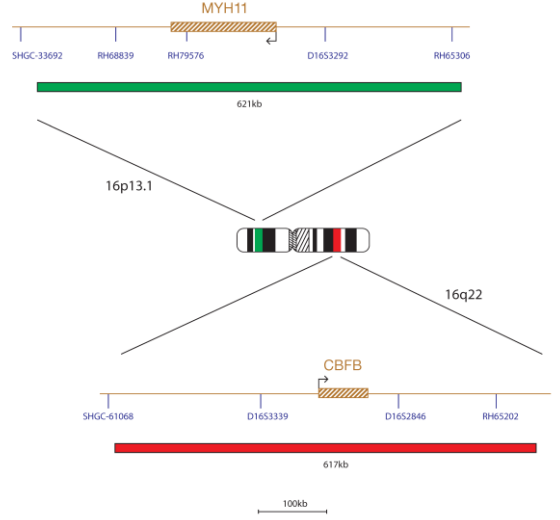 MYH11
SHGC-33692 RH68839 RH79576 D16S3292 RH65306
621kb
16p13.1
16q22
CBFB
SHGC-61068 D16S3339 D16S2846 RH65202
617kb
100kb